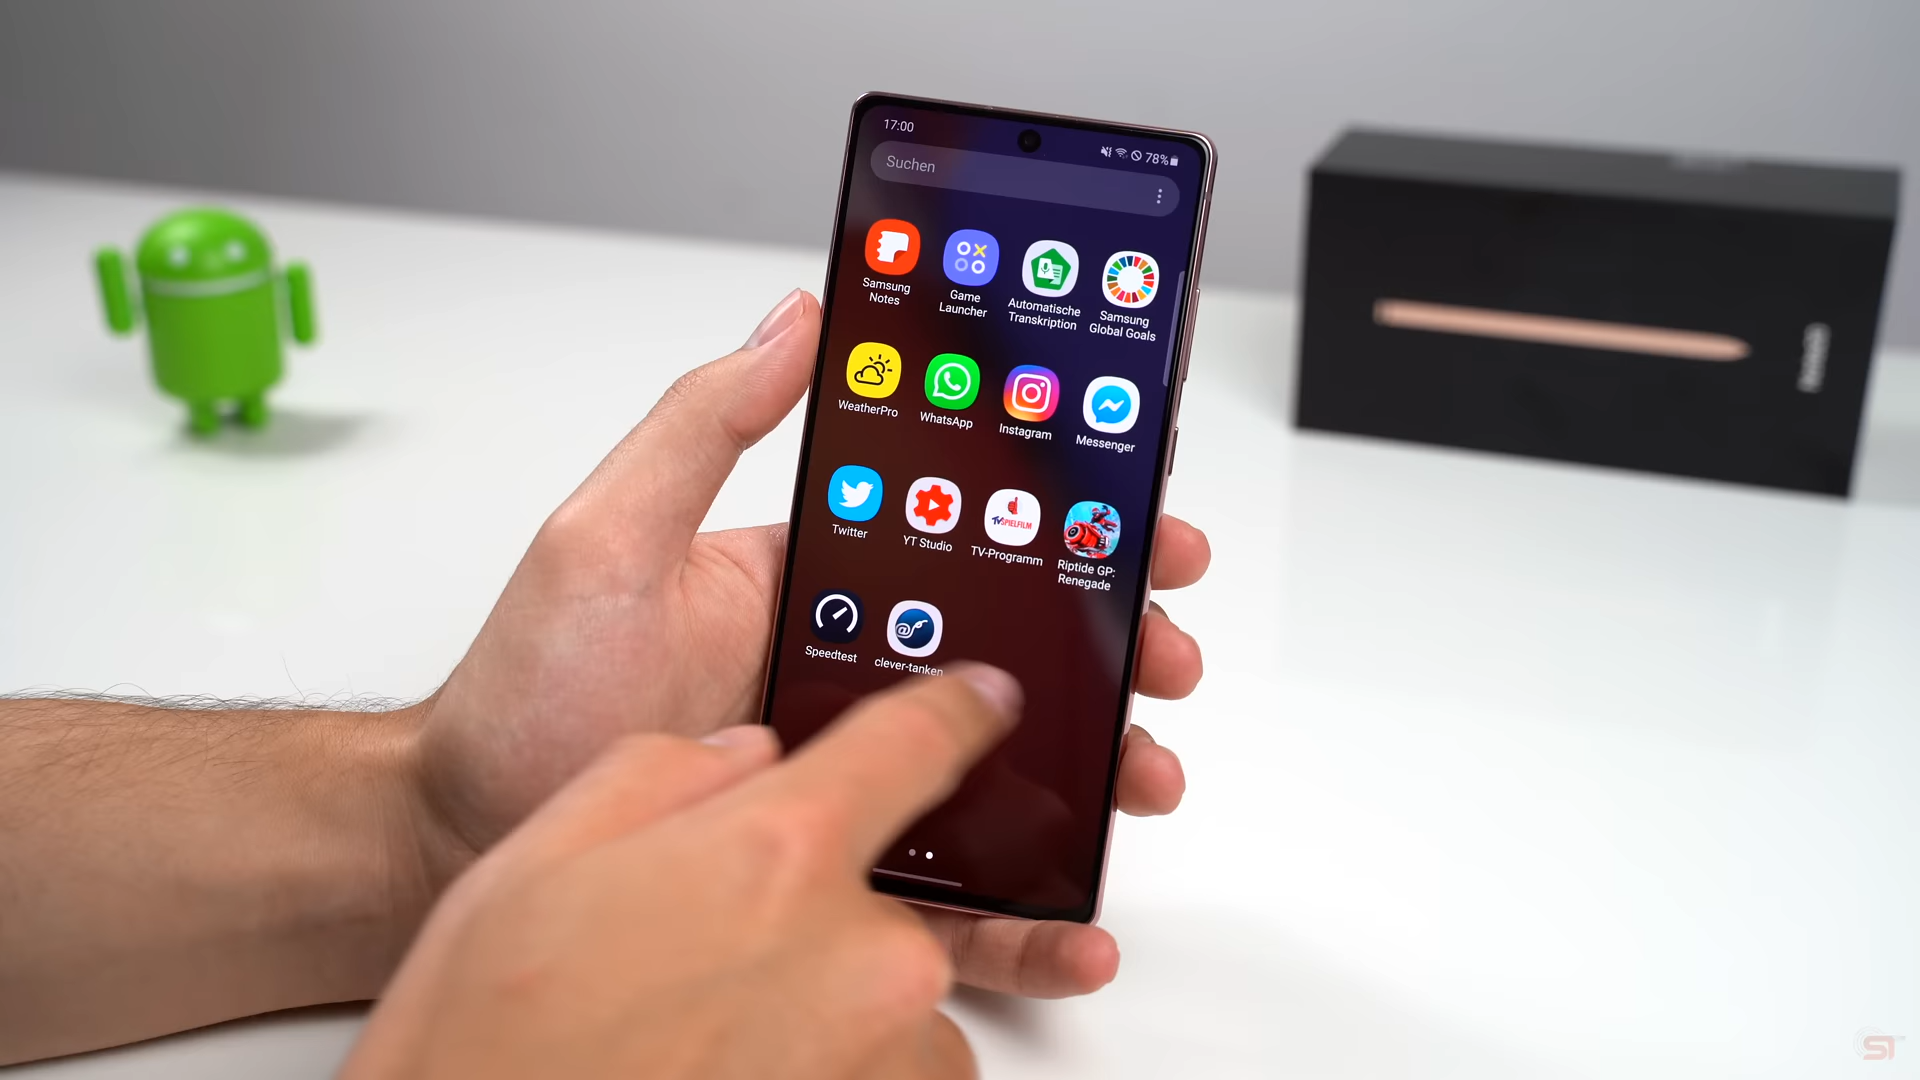 17:00
78%
Suchen
Samsung
Notes
Game
Launcher
Automatische
Transkription
Samsung
Global Goals
WeatherPro
WhatsApp
Instagram
Messenger
Twitter
YT Studio
TV SPIELFILM
TV-Programm
Riptide GP:
Renegade
Speedtest
clever-tanken
ST